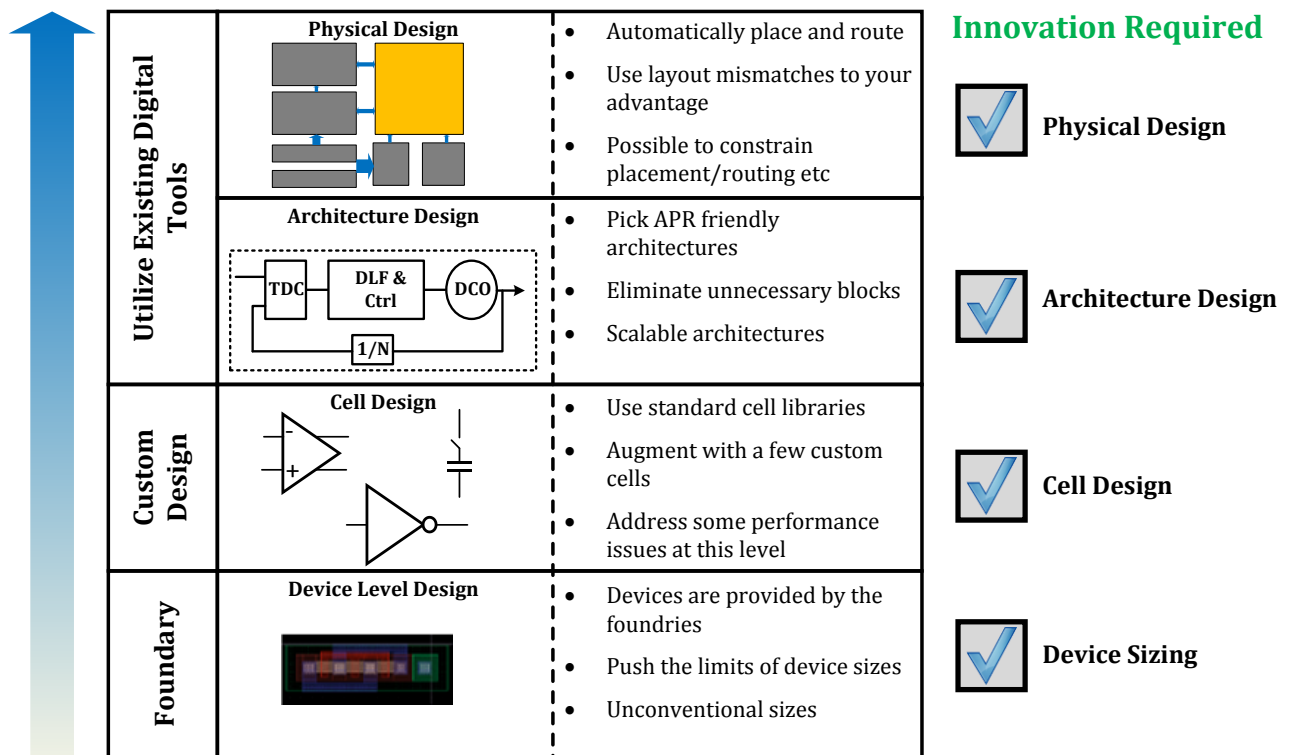 Utilize Existing Digital
Tools
Physical Design
• Automatically place and route
• Use layout mismatches to your
advantage
• Possible to constrain
placement/routing etc
Architecture Design
TDC
DLF &
Ctrl
DCO
1/N
• Pick APR friendly
architectures
• Eliminate unnecessary blocks
• Scalable architectures
Custom
Design
Cell Design
-
+
• Use standard cell libraries
• Augment with a few custom
cells
• Address some performance
issues at this level
Foundary
Device Level Design
• Devices are provided by the
foundries
• Push the limits of device sizes
• Unconventional sizes
Innovation Required
Physical Design
Architecture Design
Cell Design
Device Sizing